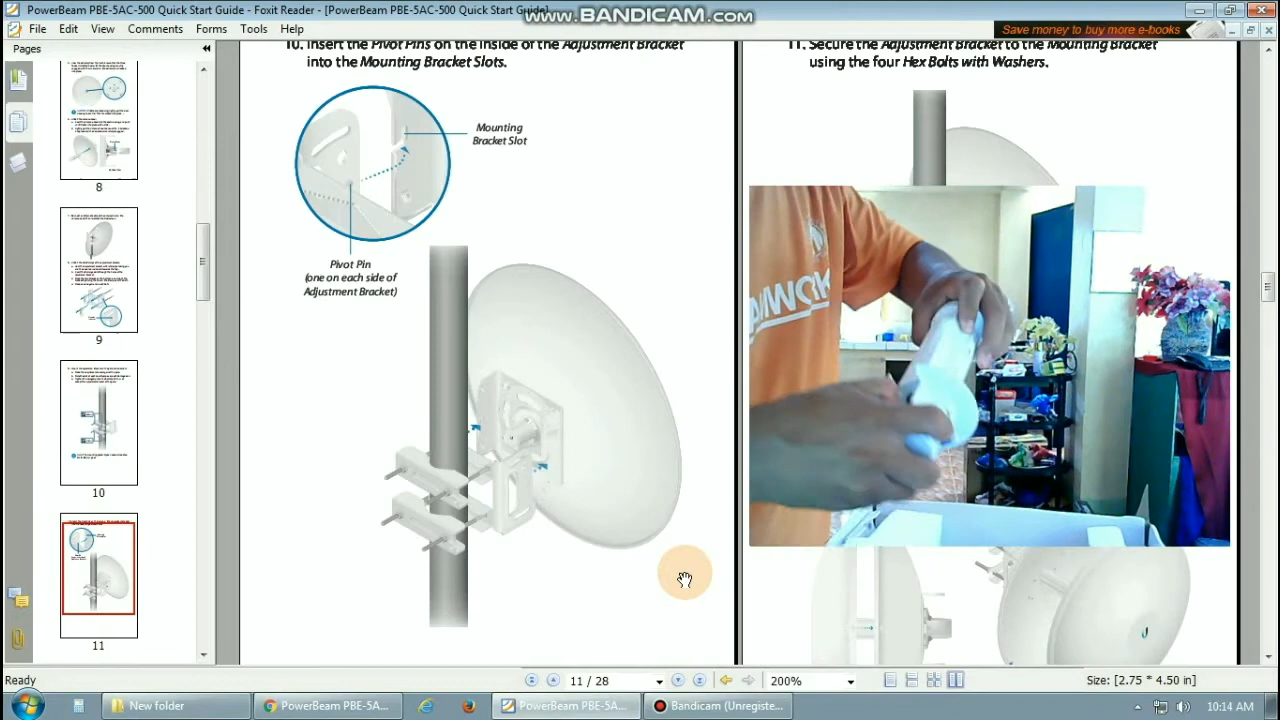 PowerBeam PBE-5AC-500 Quick Start Guide - Foxit Reader - [PowerBeam PBE-5AC-500 Quick Start Guide]
www.BANDICAM.com
File Edit View Comments Forms Tools Help
Save money to buy more e-books
Pages
10. Insert the Pivot Pins on the inside of the Adjustment Bracket
into the Mounting Bracket Slots.
Mounting
Bracket Slot
Pivot Pin
(one on each side of
Adjustment Bracket)
11. Secure the Adjustment Bracket to the Mounting Bracket
using the four Hex Bolts with Washers.
8
9
10
11
Ready
11 / 28
200%
Size: [2.75 * 4.50 in]
New folder
PowerBeam PBE-5A...
PowerBeam PBE-5A...
Bandicam (Unregiste...
10:14 AM